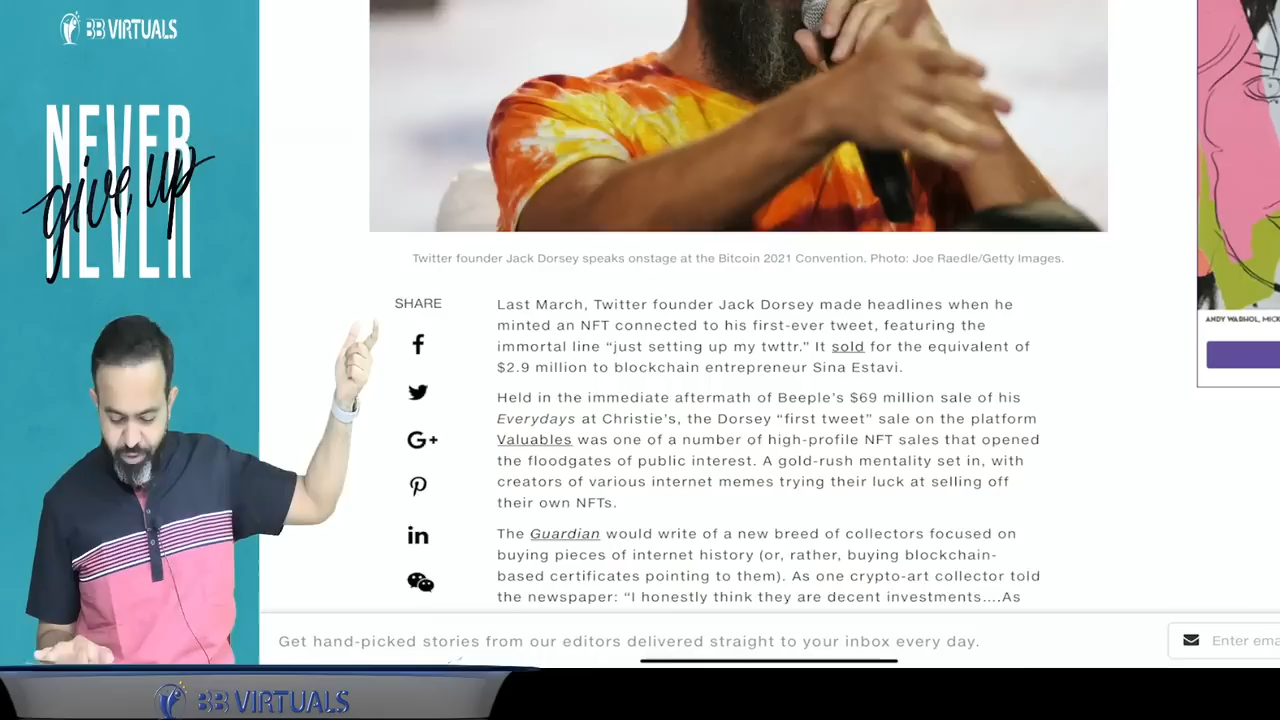 BB VIRTUALS
NEVER
give up
NEVER
Twitter founder Jack Dorsey speaks onstage at the Bitcoin 2021 Convention. Photo: Joe Raedle/Getty Images.
SHARE
Last March, Twitter founder Jack Dorsey made headlines when he
minted an NFT connected to his first-ever tweet, featuring the
immortal line “just setting up my twttr.” It sold for the equivalent of
$2.9 million to blockchain entrepreneur Sina Estavi.
Held in the immediate aftermath of Beeple’s $69 million sale of his
Everydays at Christie’s, the Dorsey “first tweet” sale on the platform
Valuables was one of a number of high-profile NFT sales that opened
the floodgates of public interest. A gold-rush mentality set in, with
creators of various internet memes trying their luck at selling off
their own NFTs.
The Guardian would write of a new breed of collectors focused on
buying pieces of internet history (or, rather, buying blockchain-
based certificates pointing to them). As one crypto-art collector told
the newspaper: “I honestly think they are decent investments….As
f
G+
in
ANDY WARHOL, MICK
Get hand-picked stories from our editors delivered straight to your inbox every day.
Enter ema
BB VIRTUALS